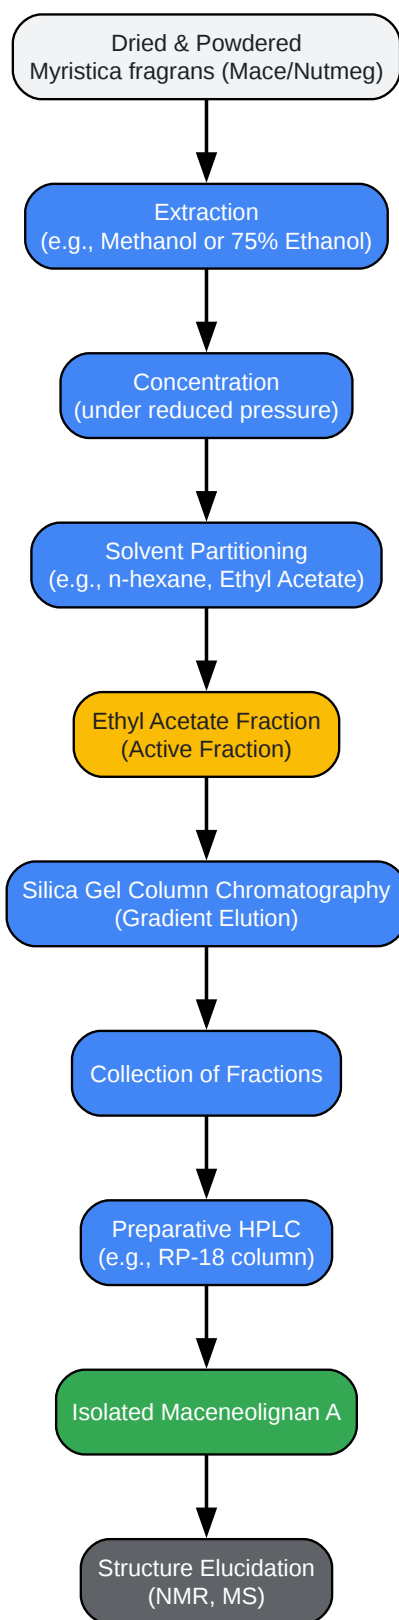 Dried & Powdered
Myristica fragrans (Mace/Nutmeg)
Extraction
(e.g., Methanol or 75% Ethanol)
Concentration
(under reduced pressure)
Solvent Partitioning
(e.g., n-hexane, Ethyl Acetate)
Ethyl Acetate Fraction
(Active Fraction)
Silica Gel Column Chromatography
(Gradient Elution)
Collection of Fractions
Preparative HPLC
(e.g., RP-18 column)
Isolated Maceneolignan A
Structure Elucidation
(NMR, MS)